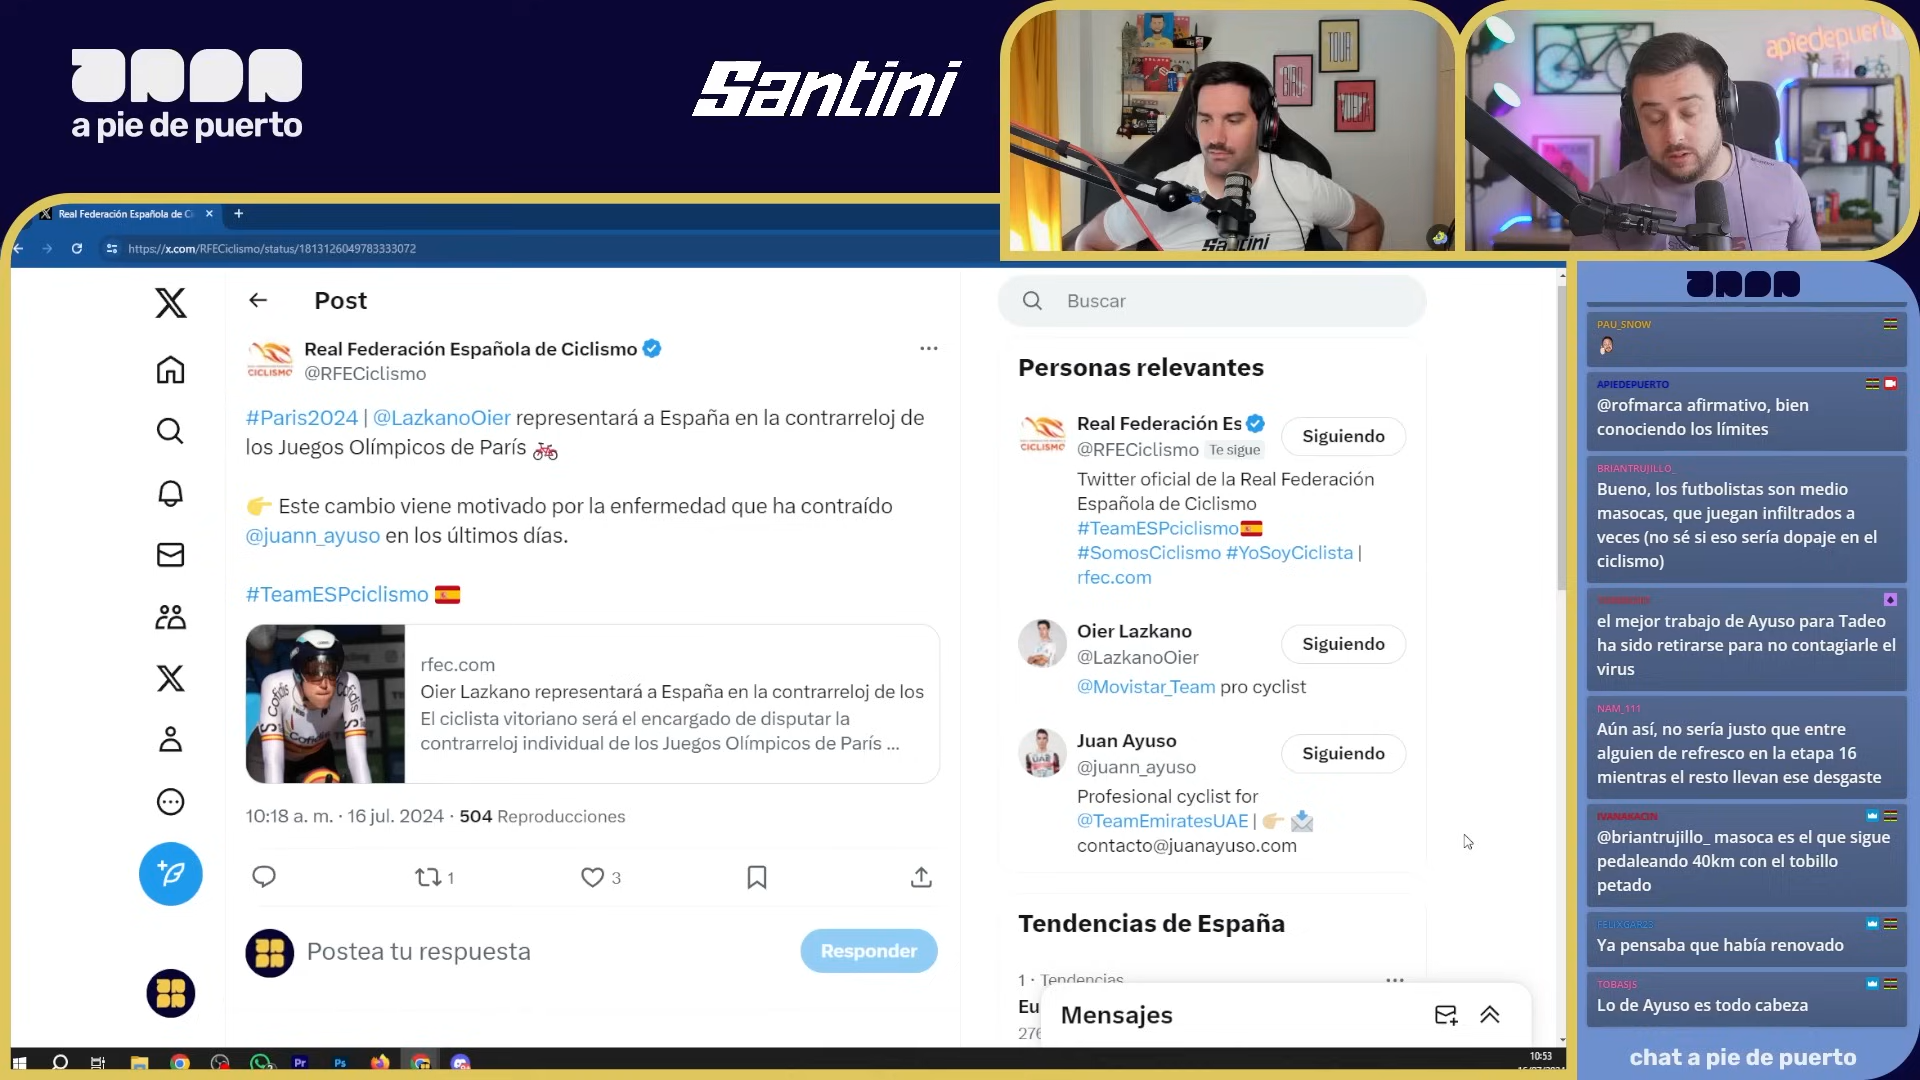 a pie de puerto
Santini
TOUR
GIRO
VUELTA
Santini
apiedepuerto
Real Federación Española de Ci
https://x.com/RFECiclismo/status/1813126049783333072
Post
Real Federación Española de Ciclismo
@RFECiclismo
#Paris2024 | @LazkanoOier representará a España en la contrarreloj de
los Juegos Olímpicos de París
Este cambio viene motivado por la enfermedad que ha contraído
@juann_ayuso en los últimos días.
#TeamESPciclismo
rfec.com
Oier Lazkano representará a España en la contrarreloj de los
El ciclista vitoriano será el encargado de disputar la
contrarreloj individual de los Juegos Olímpicos de París ...
10:18 a. m. · 16 jul. 2024 · 504 Reproducciones
1
3
Postea tu respuesta
Responder
Buscar
Personas relevantes
Real Federación Es
Siguiendo
@RFECiclismo Te sigue
Twitter oficial de la Real Federación
Española de Ciclismo
#TeamESPciclismo
#SomosCiclismo #YoSoyCiclista |
rfec.com
Oier Lazkano
Siguiendo
@LazkanoOier
@Movistar_Team pro cyclist
Juan Ayuso
Siguiendo
@juann_ayuso
Profesional cyclist for
@TeamEmiratesUAE |
contacto@juanayuso.com
Tendencias de España
1 · Tendencias
Eu
276
Mensajes
10:53
PAU_SNOW
APIEDEPUERTO
@rofmarca afirmativo, bien
conociendo los límites
BRIANTRUJILLO_
Bueno, los futbolistas son medio
masocas, que juegan infiltrados a
veces (no sé si eso sería dopaje en el
ciclismo)
el mejor trabajo de Ayuso para Tadeo
ha sido retirarse para no contagiarle el
virus
NAM_111
Aún así, no sería justo que entre
alguien de refresco en la etapa 16
mientras el resto llevan ese desgaste
IVANAKACIN
@briantrujillo_ masoca es el que sigue
pedaleando 40km con el tobillo
petado
FELIXGAR23
Ya pensaba que había renovado
TOBASJS
Lo de Ayuso es todo cabeza
chat a pie de puerto